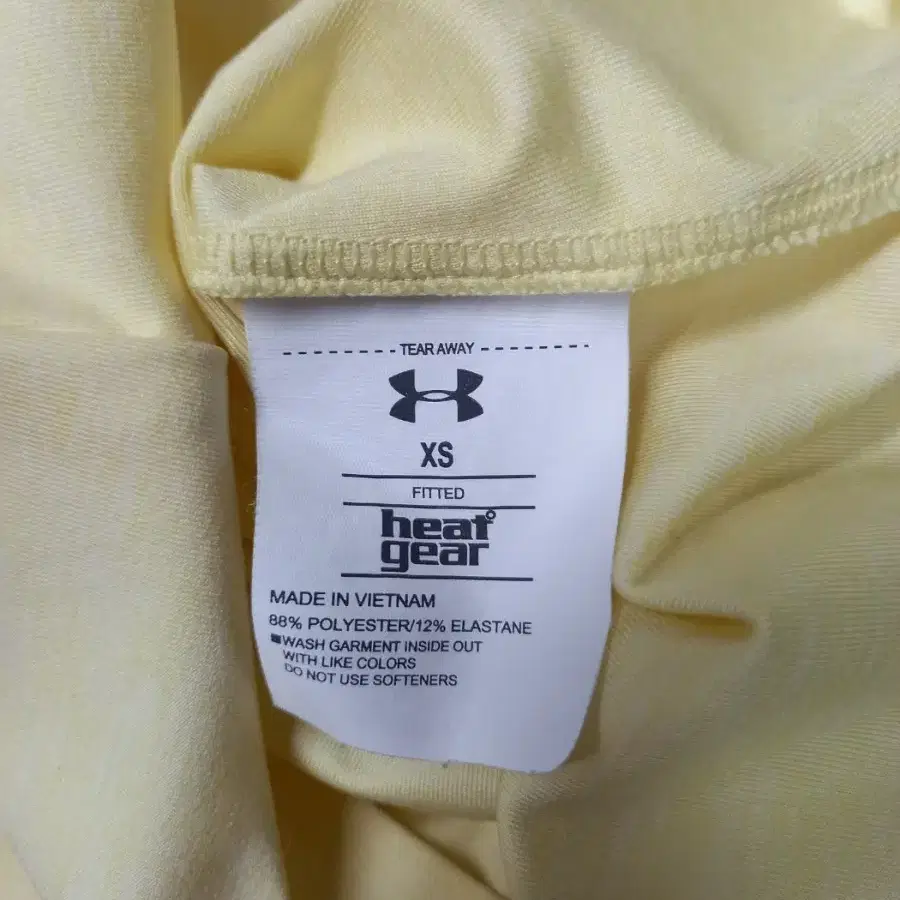 TEAR AWAY
XS
FITTED
heat
gear
MADE IN VIETNAM
88% POLYESTER/12% ELASTANE
■WASH GARMENT INSIDE OUT
WITH LIKE COLORS
DO NOT USE SOFTENERS